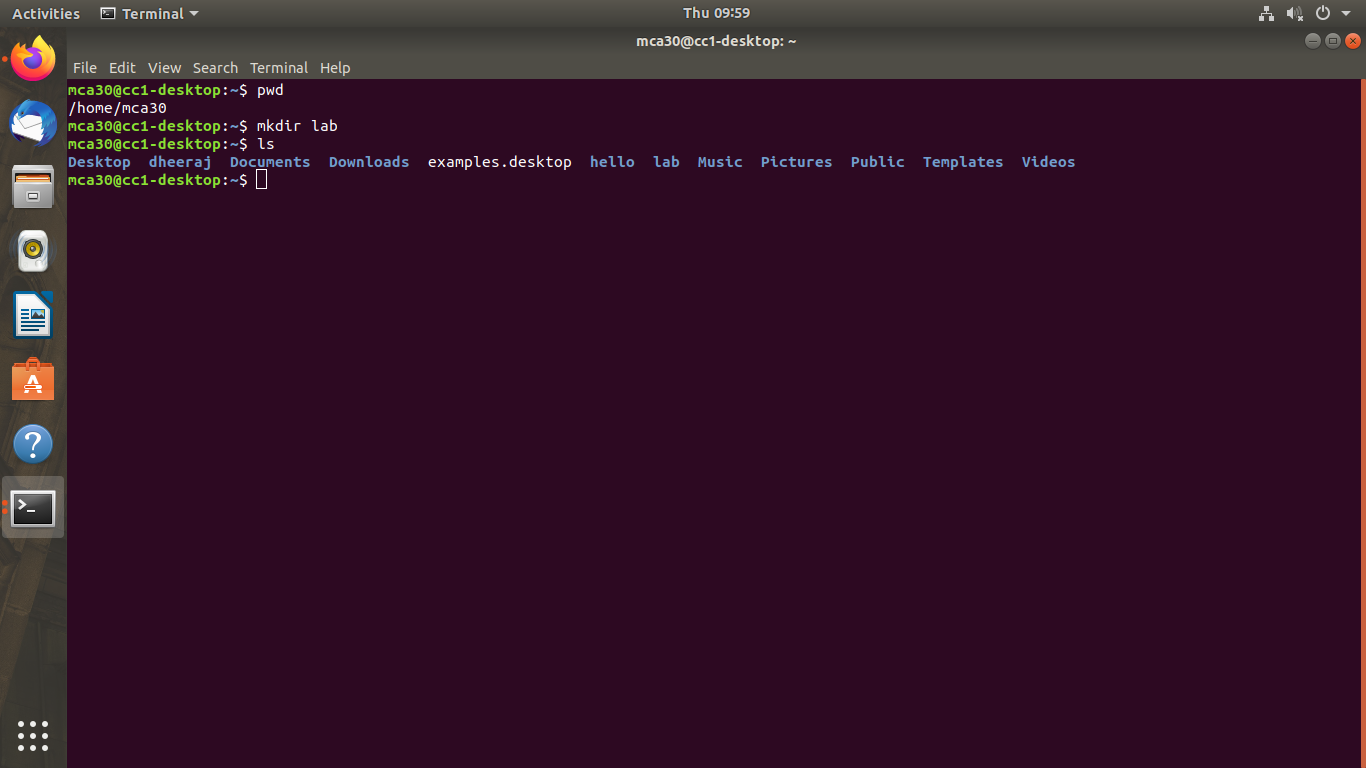 Activities Terminal Thu 09:59
mca30@cc1-desktop: ~
File Edit View Search Terminal Help
mca30@cc1-desktop:~$ pwd
/home/mca30
mca30@cc1-desktop:~$ mkdir lab
mca30@cc1-desktop:~$ ls
Desktop dheeraj Documents Downloads examples.desktop hello lab Music Pictures Public Templates Videos
mca30@cc1-desktop:~$